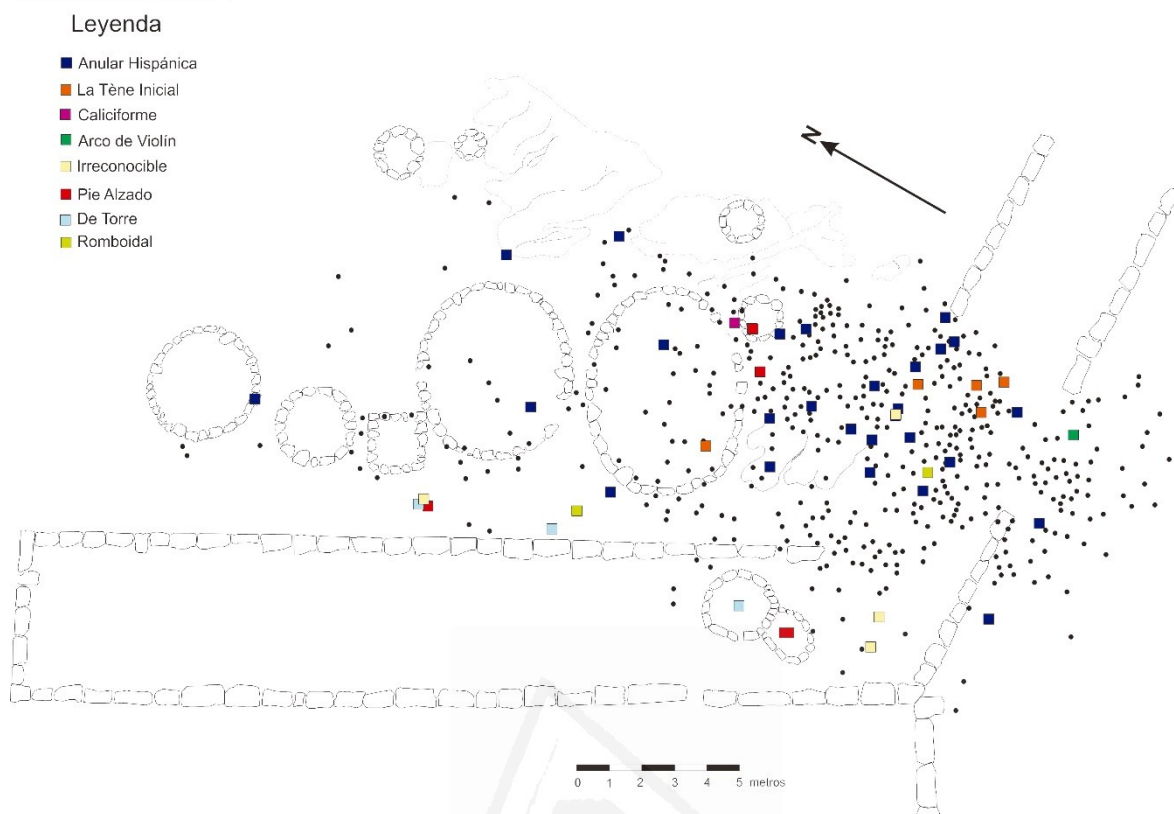 Leyenda
Anular Hispánica
La Tène Inicial
Caliciforme
Arco de Violín
Irreconocible
Pie Alzado
De Torre
Romboidal
N
0 1 2 3 4 5 metros